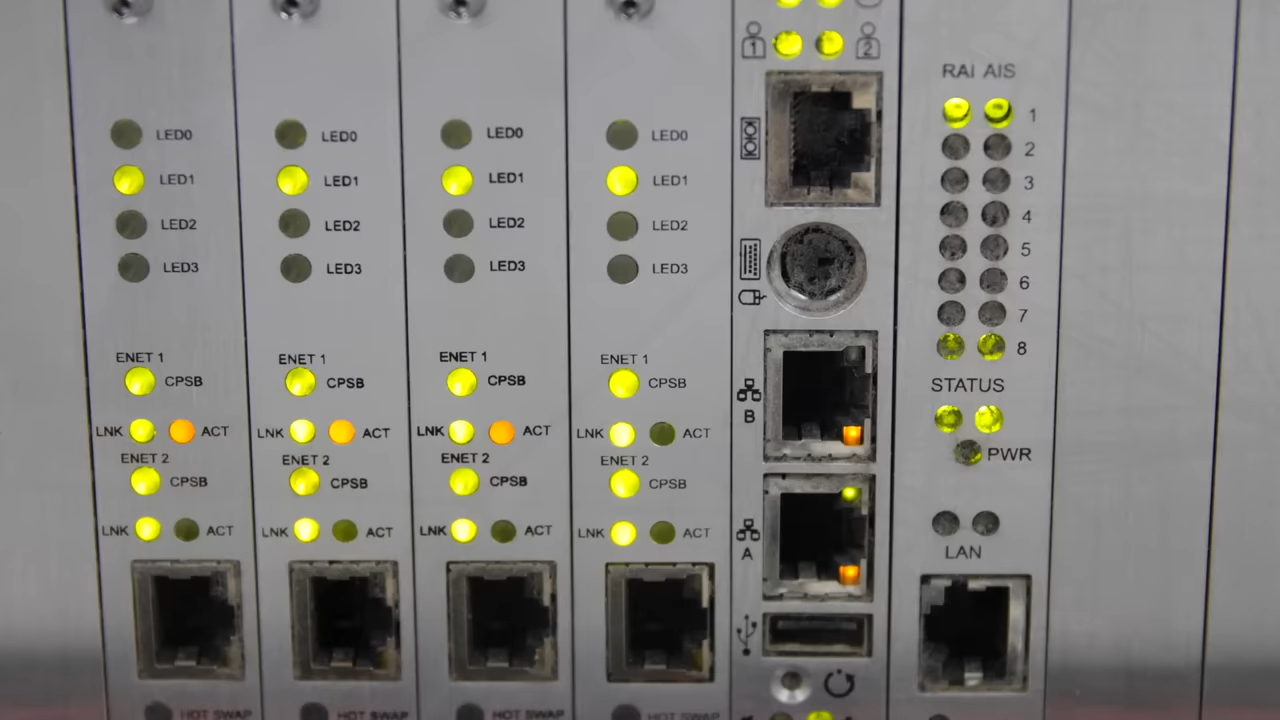 LED0
LED1
LED2
LED3
ENET 1
CPSB
LNK ACT
ENET 2
CPSB
LNK ACT
HOT SWAP
LED0
LED1
LED2
LED3
ENET 1
CPSB
LNK ACT
ENET 2
CPSB
LNK ACT
HOT SWAP
LED0
LED1
LED2
LED3
ENET 1
CPSB
LNK ACT
ENET 2
CPSB
LNK ACT
HOT SWAP
LED0
LED1
LED2
LED3
ENET 1
CPSB
LNK ACT
ENET 2
CPSB
LNK ACT
HOT SWAP
1 2
B
A
RAI AIS
1
2
3
4
5
6
7
8
STATUS
PWR
LAN